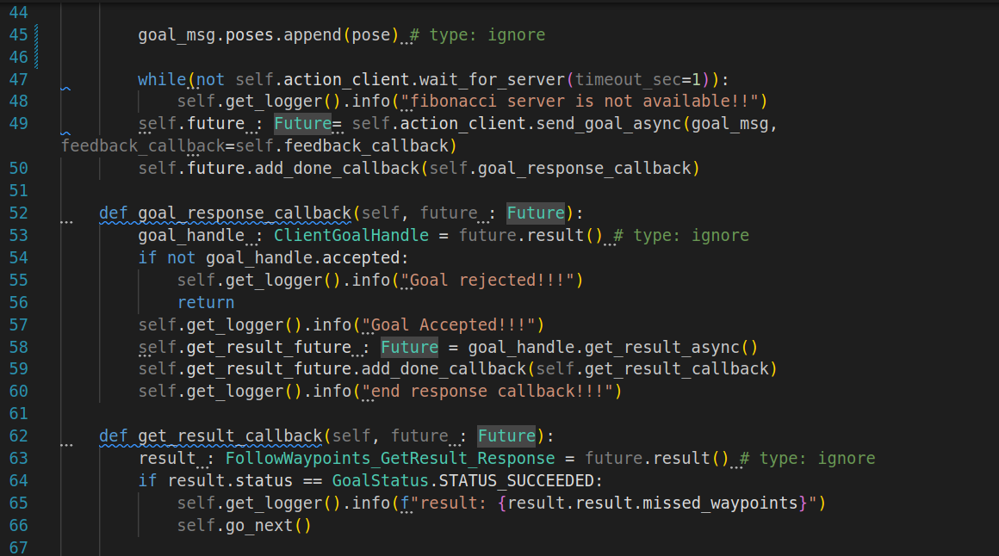 44
45 goal_msg.poses.append(pose) # type: ignore
46
47 while(not self.action_client.wait_for_server(timeout_sec=1)):
48 self.get_logger().info("fibonacci server is not available!!")
49 self.future : Future= self.action_client.send_goal_async(goal_msg,
feedback_callback=self.feedback_callback)
50 self.future.add_done_callback(self.goal_response_callback)
51
52 def goal_response_callback(self, future : Future):
53 goal_handle : ClientGoalHandle = future.result() # type: ignore
54 if not goal_handle.accepted:
55 self.get_logger().info("Goal rejected!!!")
56 return
57 self.get_logger().info("Goal Accepted!!!")
58 self.get_result_future : Future = goal_handle.get_result_async()
59 self.get_result_future.add_done_callback(self.get_result_callback)
60 self.get_logger().info("end response callback!!!")
61
62 def get_result_callback(self, future : Future):
63 result : FollowWaypoints_GetResult_Response = future.result() # type: ignore
64 if result.status == GoalStatus.STATUS_SUCCEEDED:
65 self.get_logger().info(f"result: {result.result.missed_waypoints}")
66 self.go_next()
67